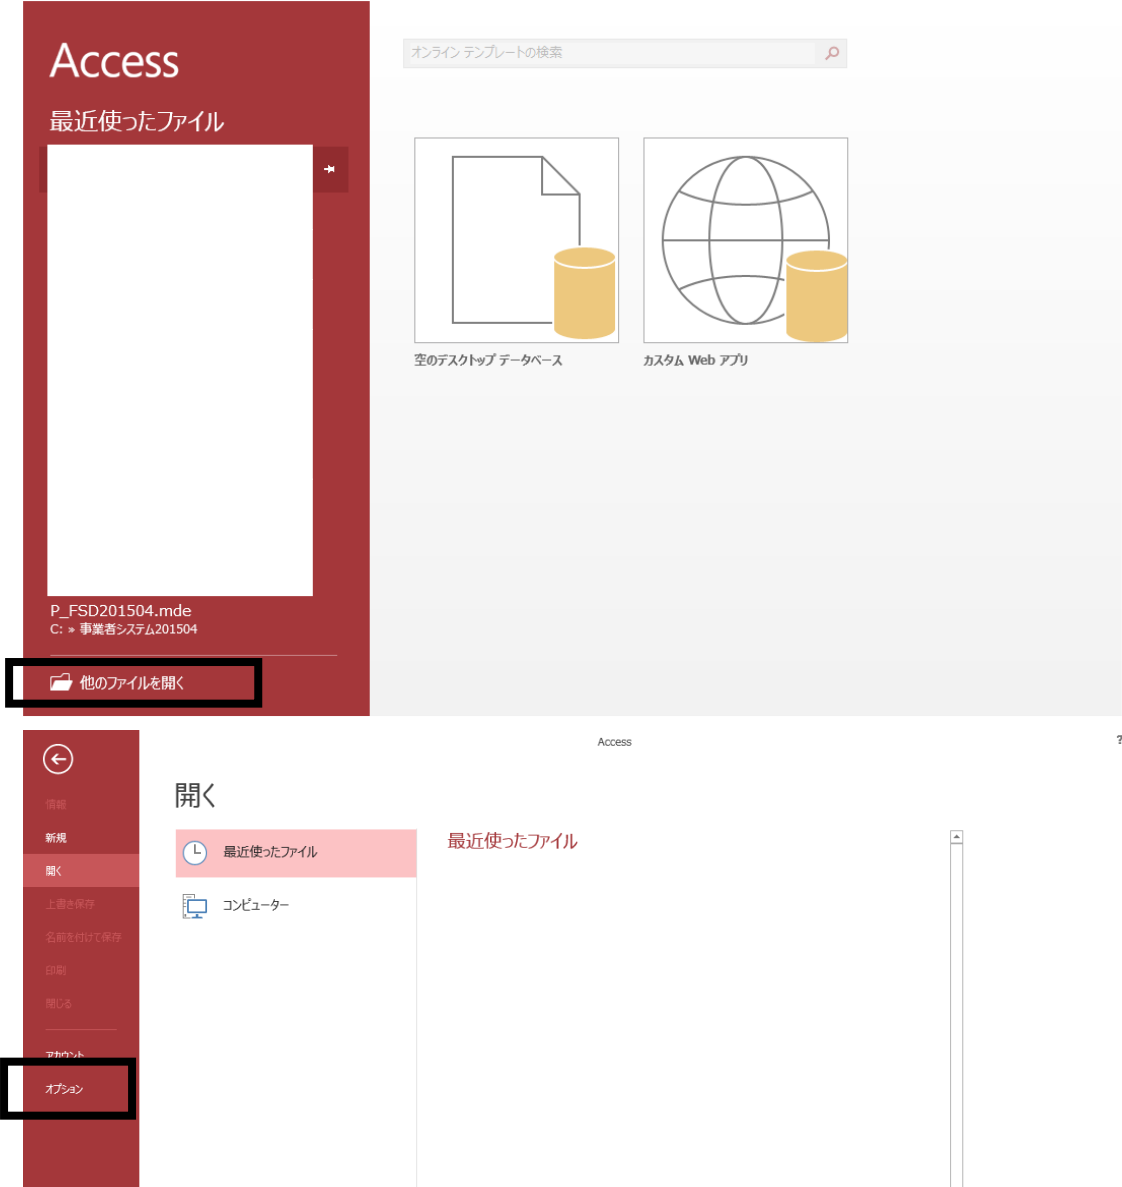 Access
最近使ったファイル
P_FSD201504.mde
C: » 事業者システム201504
他のファイルを開く
オンライン テンプレートの検索
空のデスクトップ データベース
カスタム Web アプリ
Access
?
情報
新規
開く
上書き保存
名前を付けて保存
印刷
閉じる
アカウント
オプション
開く
最近使ったファイル
コンピューター
最近使ったファイル